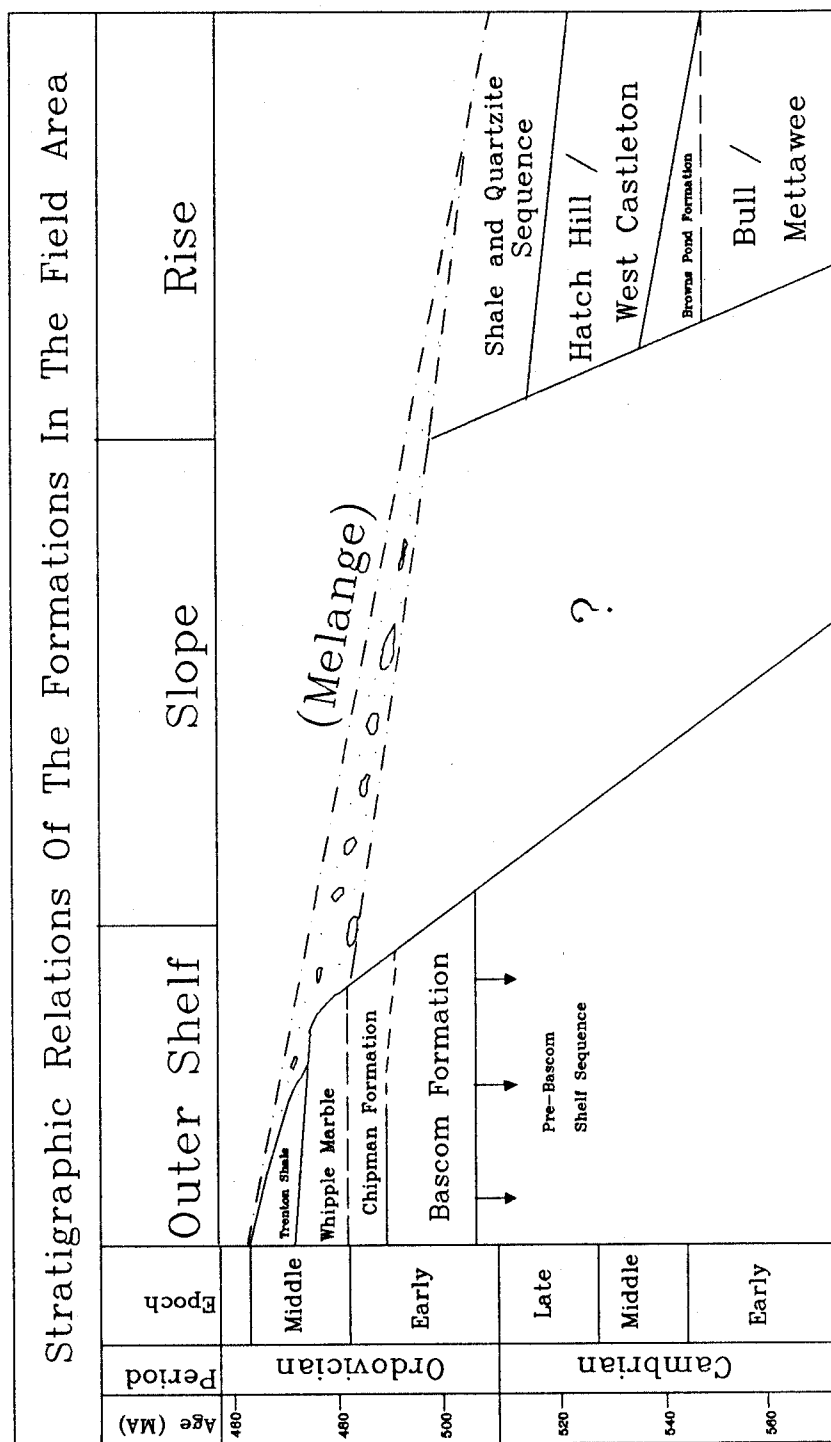 Stratigraphic Relations Of The Formations In The Field Area
Age (MA)
Period
Epoch
Outer Shelf
Slope
Rise
460
480
500
520
540
560
Ordovician
Cambrian
Middle
Early
Late
Middle
Early
Trenton Shale
Whipple Marble
Chipman Formation
Bascom Formation
Pre-Bascom
Shelf Sequence
(Melange)
?
Shale and Quartzite
Sequence
Hatch Hill /
West Castleton
Browns Pond Formation
Bull /
Mettawee